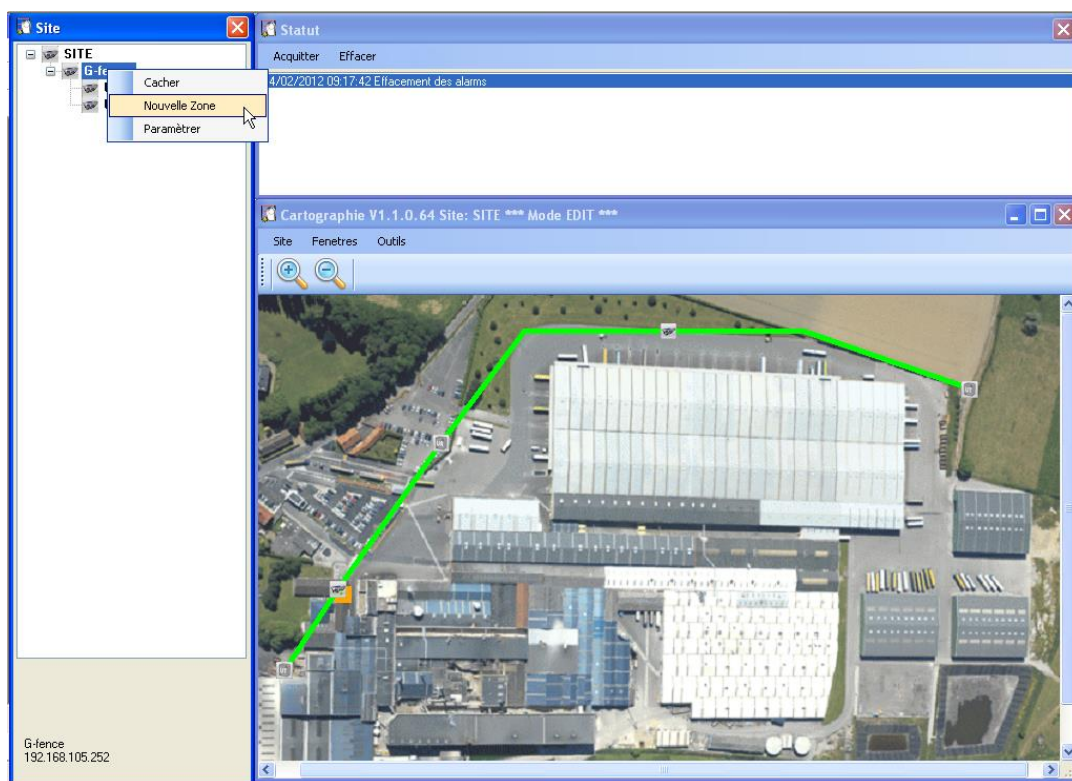 Site
SITE
G-fe
Cacher
Nouvelle Zone
Paramètrer
G-fence
192.168.105.252
Statut
Acquitter Effacer
4/02/2012 09:17:42 Effacement des alarms
Cartographie V1.1.0.64 Site: SITE *** Mode EDIT ***
Site Fenetres Outils